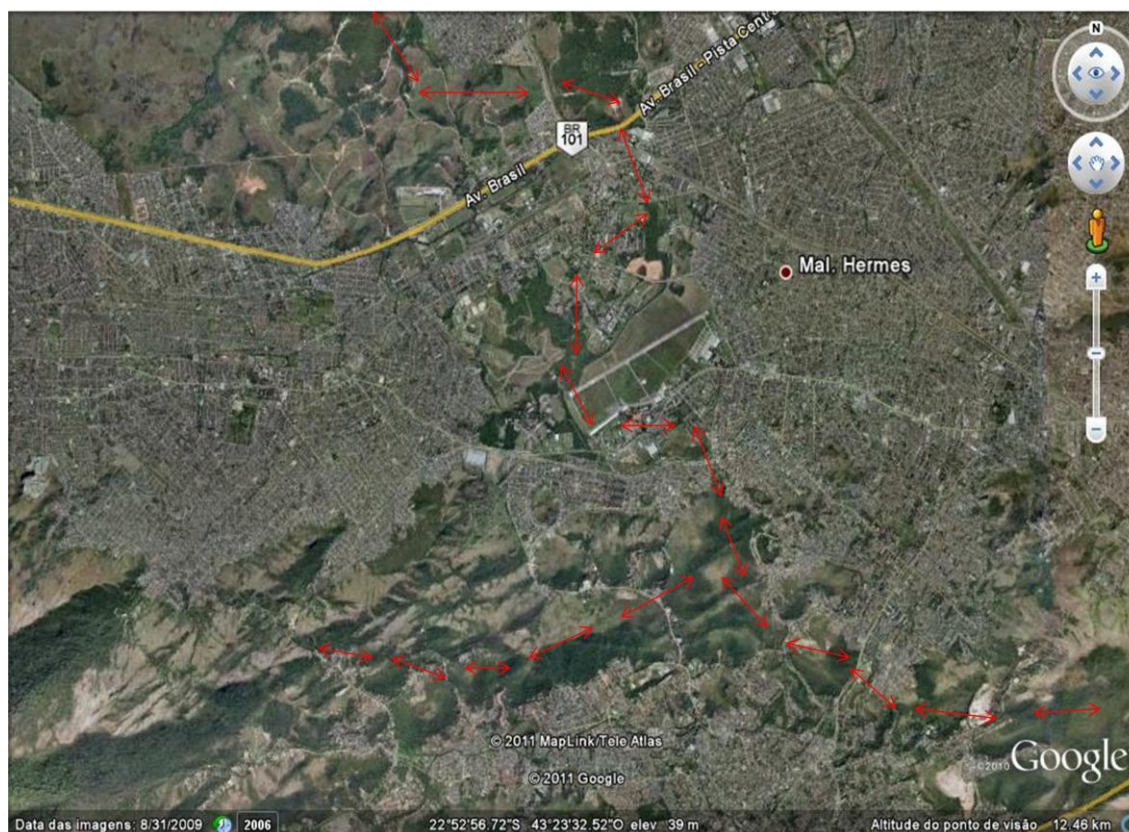 N
Av. Brasil - Pista Centra
BR
101
Av. Brasil
Mal. Hermes
© 2011 MapLink/Tele Atlas
© 2011 Google
©2010 Google
Data das imagens: 8/31/2009 2006 22°52'56.72"S 43°23'32.52"O elev 39 m Altitude do ponto de visão 12.46 km